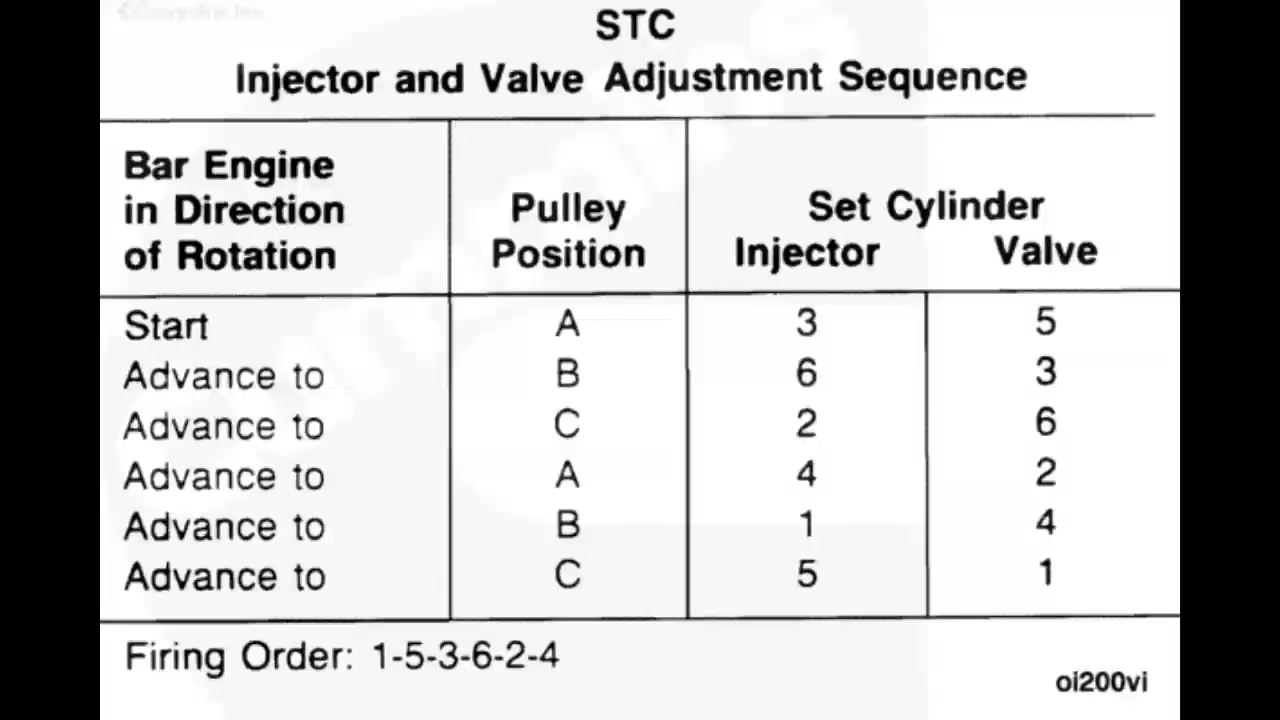 STC
Injector and Valve Adjustment Sequence
Bar Engine
in Direction
of Rotation
Pulley
Position
Set Cylinder
Injector Valve
Start A 3 5
Advance to B 6 3
Advance to C 2 6
Advance to A 4 2
Advance to B 1 4
Advance to C 5 1
Firing Order: 1-5-3-6-2-4
oi200vi
Cummins